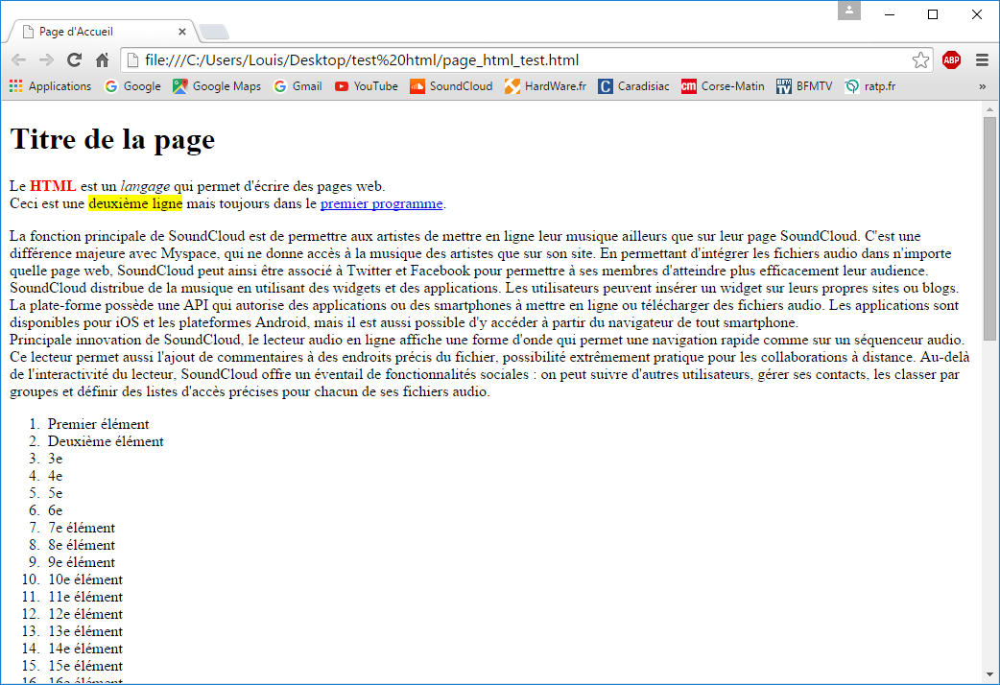 Page d'Accueil
file:///C:/Users/Louis/Desktop/test%20html/page_html_test.html
ABP
Applications Google Google Maps Gmail YouTube SoundCloud HardWare.fr C Caradisiac cm Corse-Matin BFM TV BFMTV ratp.fr »
Titre de la page
Le HTML est un langage qui permet d'écrire des pages web.
Ceci est une deuxième ligne mais toujours dans le premier programme.
La fonction principale de SoundCloud est de permettre aux artistes de mettre en ligne leur musique ailleurs que sur leur page SoundCloud. C'est une
différence majeure avec Myspace, qui ne donne accès à la musique des artistes que sur son site. En permettant d'intégrer les fichiers audio dans n'importe
quelle page web, SoundCloud peut ainsi être associé à Twitter et Facebook pour permettre à ses membres d'atteindre plus efficacement leur audience.
SoundCloud distribue de la musique en utilisant des widgets et des applications. Les utilisateurs peuvent insérer un widget sur leurs propres sites ou blogs.
La plate-forme possède une API qui autorise des applications ou des smartphones à mettre en ligne ou télécharger des fichiers audio. Les applications sont
disponibles pour iOS et les plateformes Android, mais il est aussi possible d'y accéder à partir du navigateur de tout smartphone.
Principale innovation de SoundCloud, le lecteur audio en ligne affiche une forme d'onde qui permet une navigation rapide comme sur un séquenceur audio.
Ce lecteur permet aussi l'ajout de commentaires à des endroits précis du fichier, possibilité extrêmement pratique pour les collaborations à distance. Au-delà
de l'interactivité du lecteur, SoundCloud offre un éventail de fonctionnalités sociales : on peut suivre d'autres utilisateurs, gérer ses contacts, les classer par
groupes et définir des listes d'accès précises pour chacun de ses fichiers audio.
1. Premier élément
2. Deuxième élément
3. 3e
4. 4e
5. 5e
6. 6e
7. 7e élément
8. 8e élément
9. 9e élément
10. 10e élément
11. 11e élément
12. 12e élément
13. 13e élément
14. 14e élément
15. 15e élément
16. 16e élément